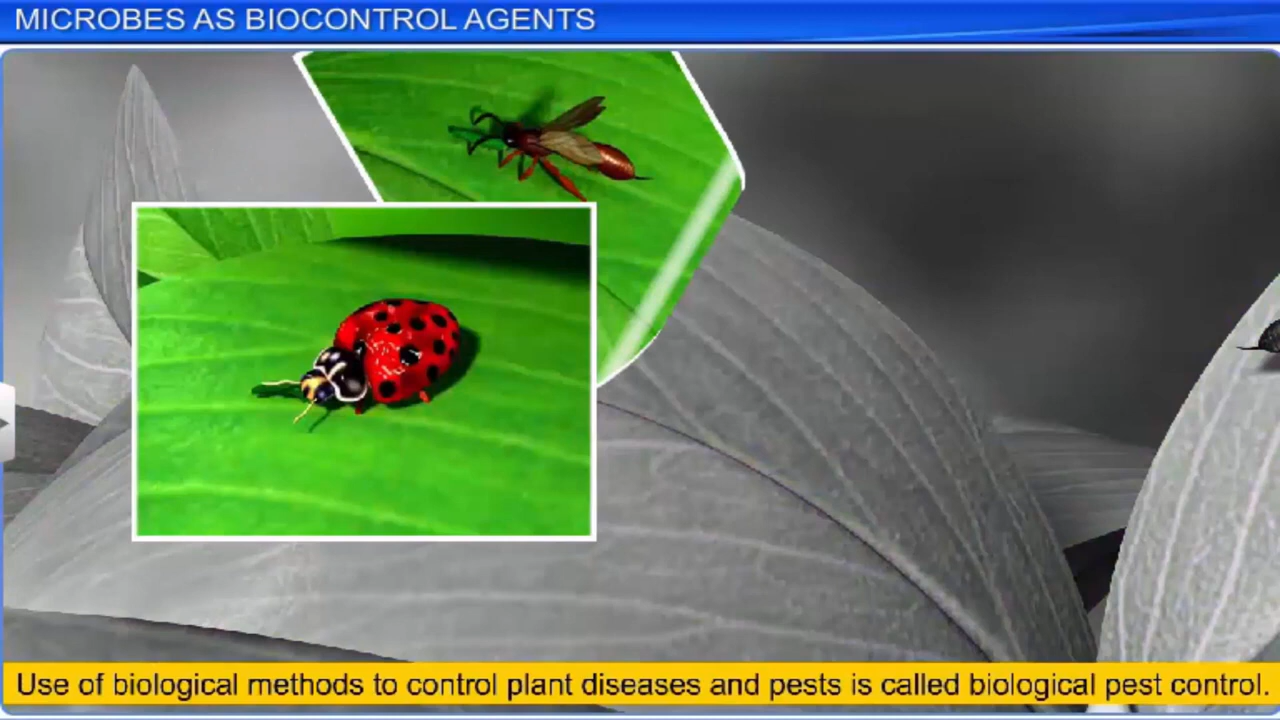 MICROBES AS BIOCONTROL AGENTS
Use of biological methods to control plant diseases and pests is called biological pest control.